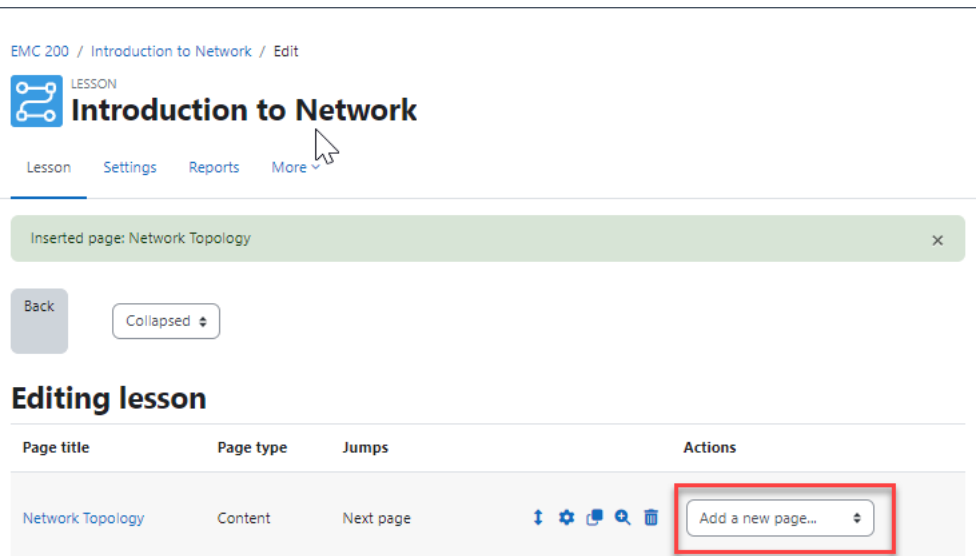 EMC 200 / Introduction to Network / Edit
LESSON
Introduction to Network
Lesson Settings Reports More
Inserted page: Network Topology ×
Back
Collapsed
Editing lesson
Page title Page type Jumps Actions
Network Topology Content Next page Add a new page...